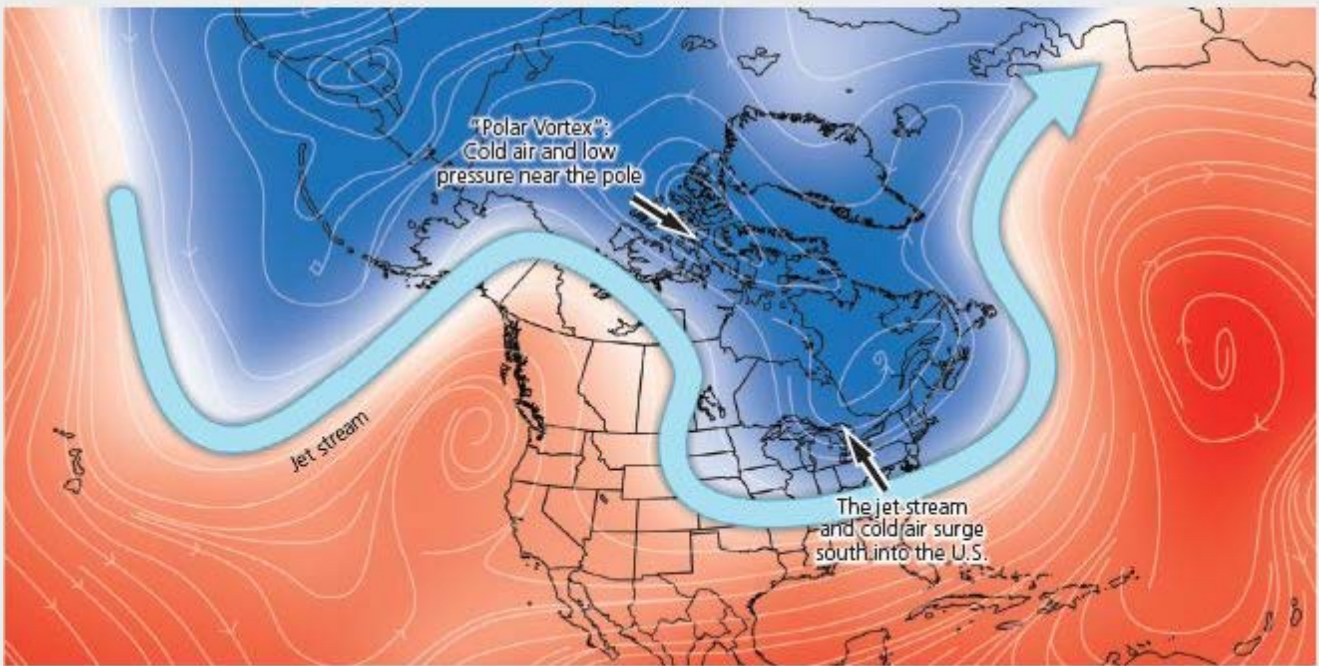 "Polar Vortex":
Cold air and low
pressure near the pole
Jet stream
The jet stream
and cold air surge
south into the U.S.